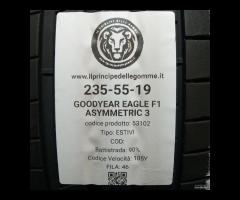 IL PRINCIPE DELLE GOMME
www.ilprincipedellegomme.it
235-55-19
GOODYEAR EAGLE F1
ASYMMETRIC 3
codice prodotto: 53102
Tipo: ESTIVI
COD:
Battistrada: 90%
Codice Velocità: 105V
FILA: 46